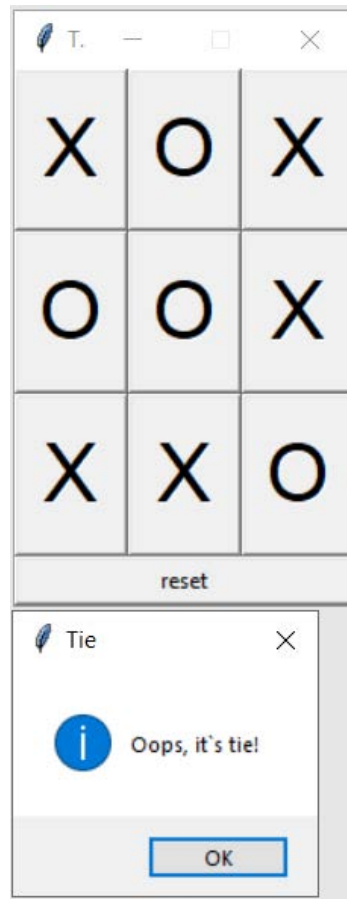 T.
X O X
O O X
X X O
reset
Tie
Oops, it`s tie!
OK